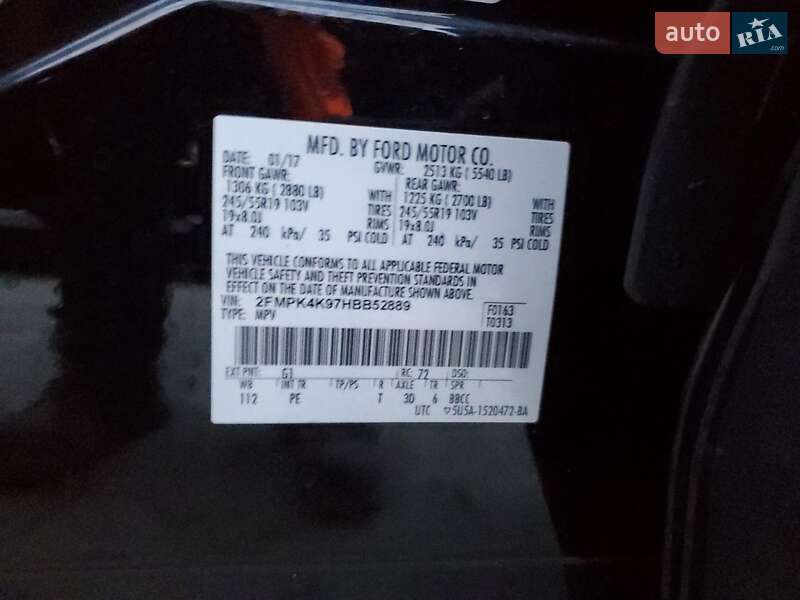 auto RIA.com
MFD. BY FORD MOTOR CO.
DATE: 01/17 GVWR: 2513 KG ( 5540 LB)
FRONT GAWR: REAR GAWR:
1306 KG ( 2880 LB) WITH 1225 KG ( 2700 LB) WITH
245/55R19 103V TIRES 245/55R19 103V TIRES
19x8.0J RIMS 19x8.0J RIMS
AT 240 kPa/ 35 PSI COLD AT 240 kPa/ 35 PSI COLD
THIS VEHICLE CONFORMS TO ALL APPLICABLE FEDERAL MOTOR
VEHICLE SAFETY AND THEFT PREVENTION STANDARDS IN
EFFECT ON THE DATE OF MANUFACTURE SHOWN ABOVE.
VIN: 2FMPK4K97HBB52889 F0163
TYPE: MPV T0313
EXT PNT: G1 RC: 72 DSO:
WB INT TR TP/PS R AXLE TR SPR
112 PE T 3D 6 BBCC
UTC ▽5U5A-1520472-BA